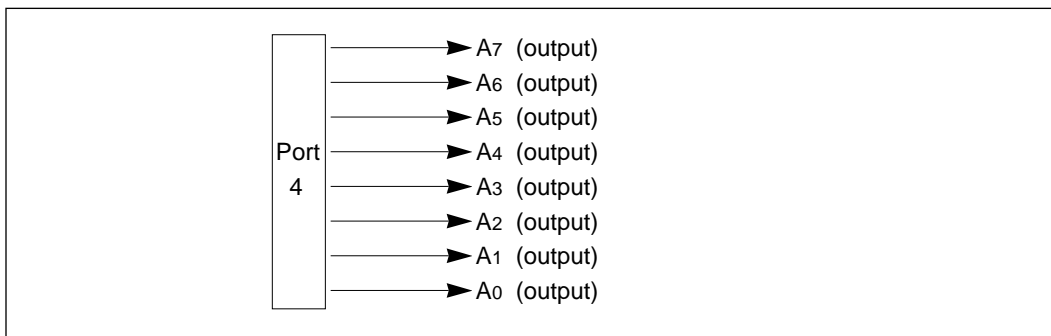 A7 (output)
A6 (output)
A5 (output)
Port
4
A4 (output)
A3 (output)
A2 (output)
A1 (output)
A0 (output)